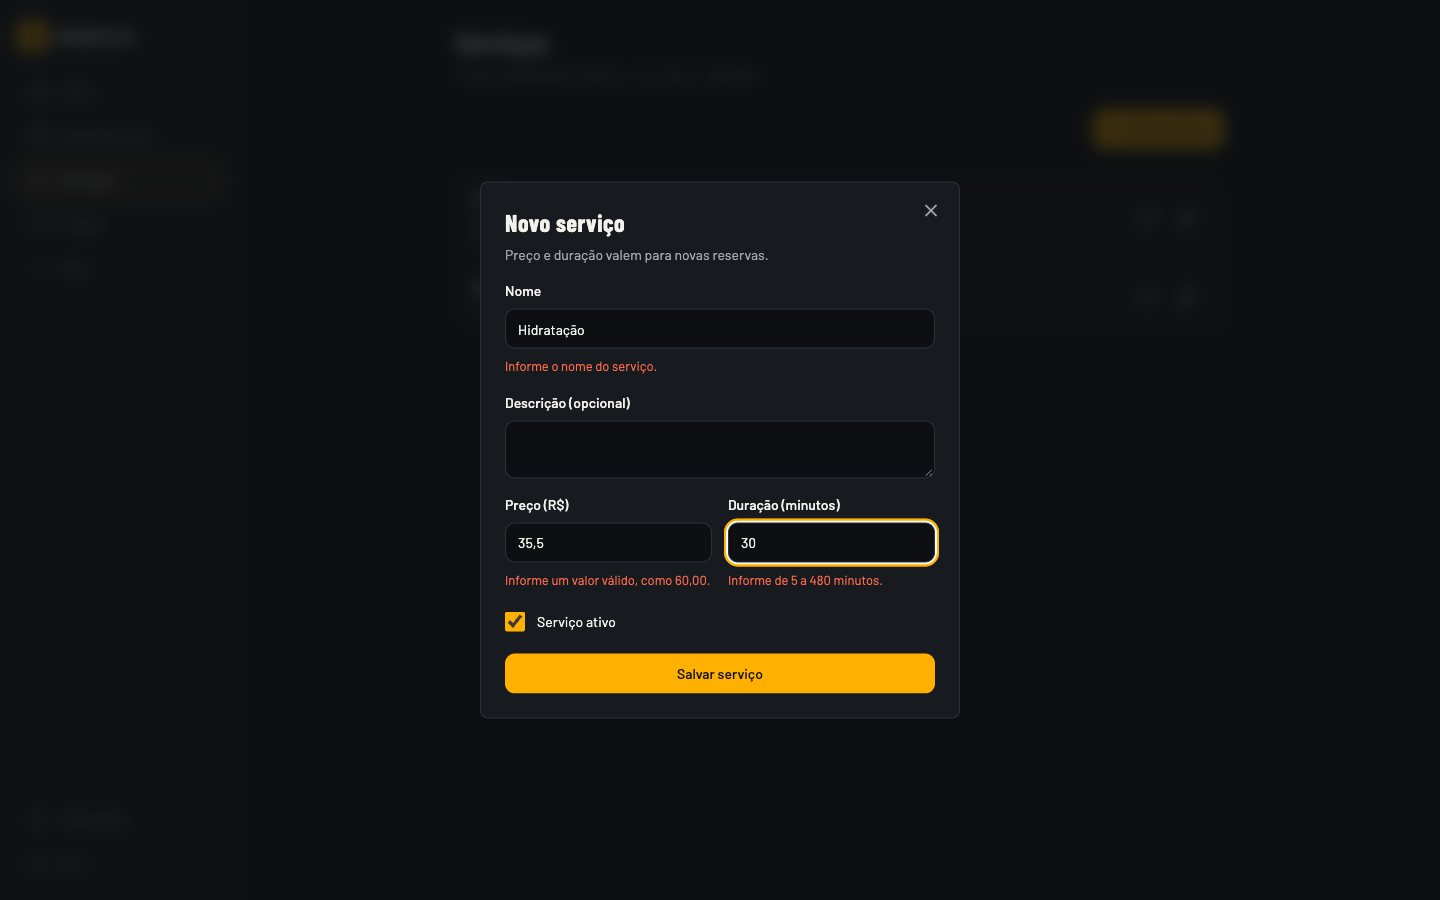 Novo serviço
Preço e duração valem para novas reservas.
Nome
Hidratação
Informe o nome do serviço.
Descrição (opcional)
Preço (R$)
Duração (minutos)
35,5
30
Informe um valor válido, como 60,00.
Informe de 5 a 480 minutos.
Serviço ativo
Salvar serviço